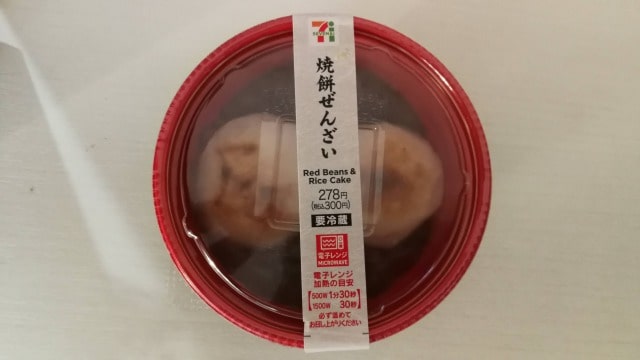 7i
焼餅ぜんざい
Red Beans &
Rice Cake
278円
(税込300円)
要冷蔵
電子レンジ
MICROWAVE
電子レンジ
加熱の目安
500W 1分30秒
1500W 30秒
必ず温めて
お召し上がりください